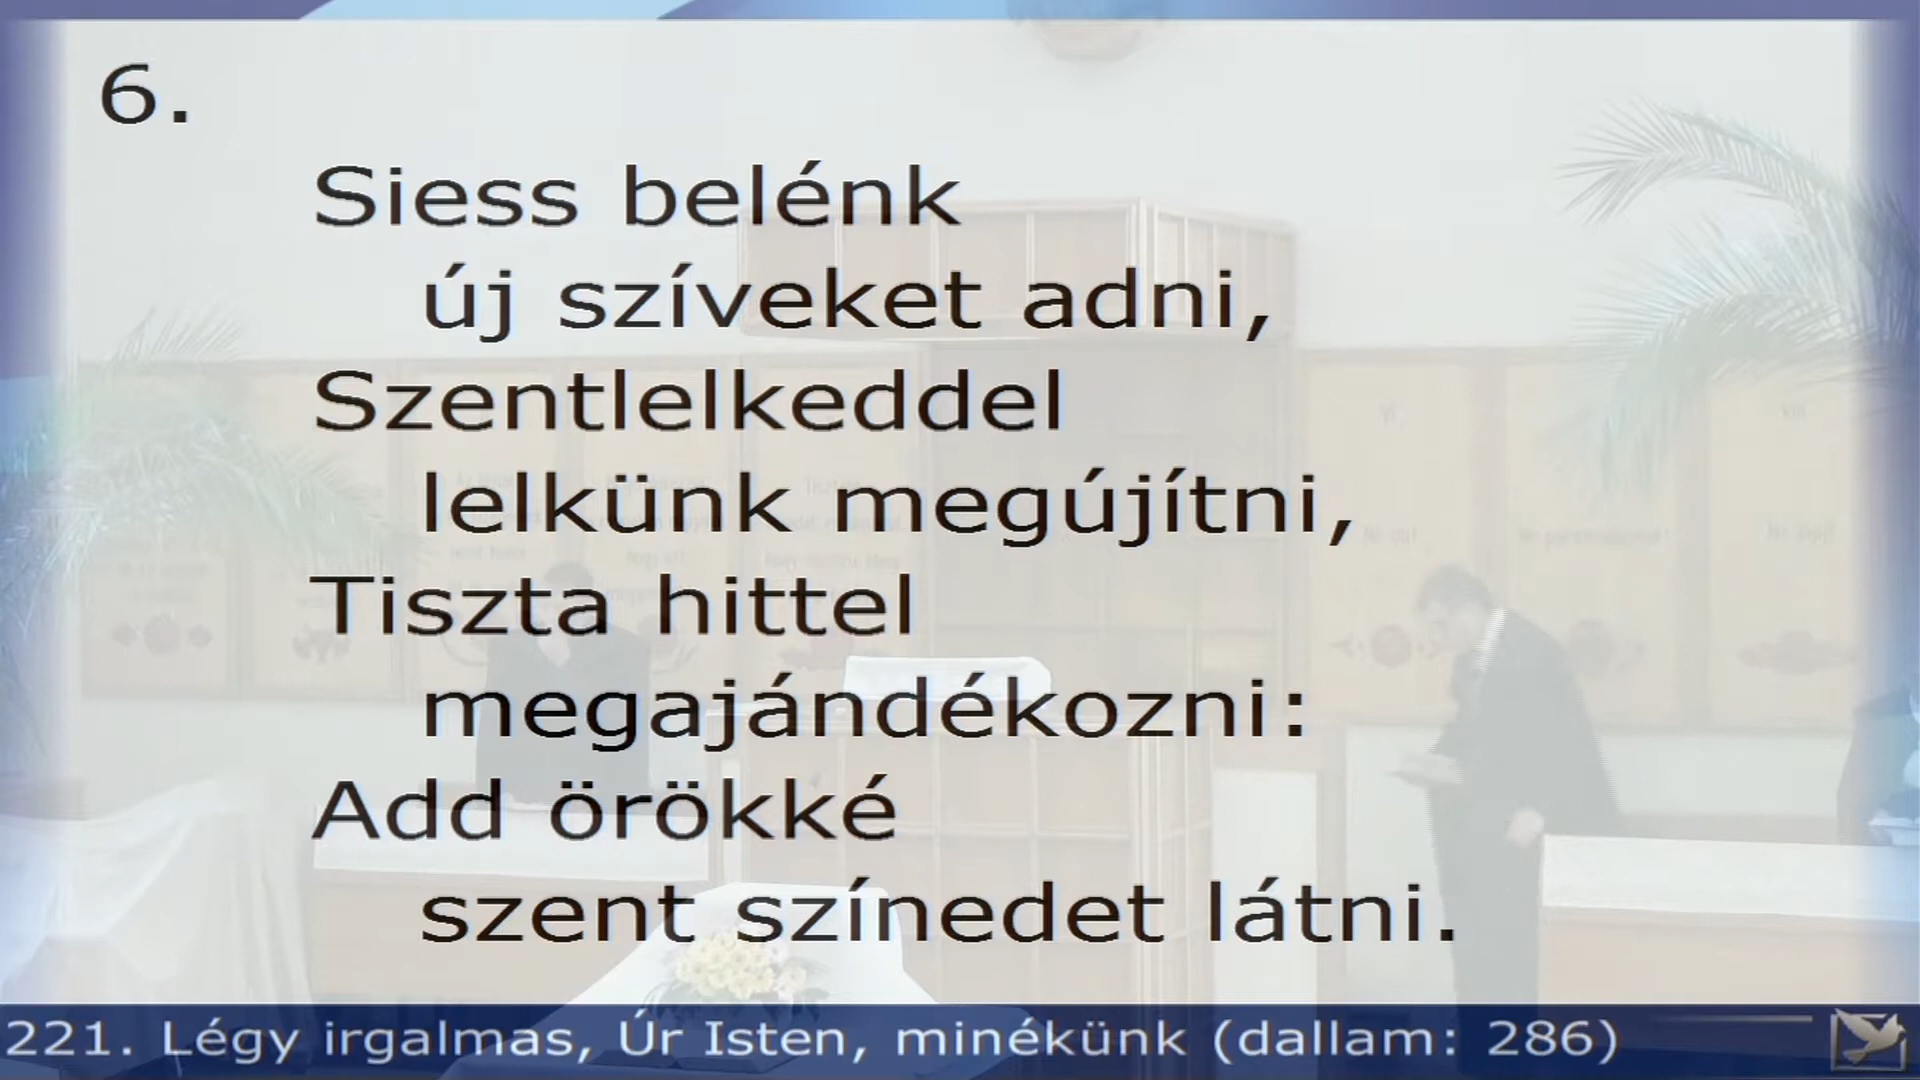 6.
Siess belénk
új szíveket adni,
Szentlelkeddel
lelkünk megújítni,
Tiszta hittel
megajándékozni:
Add örökké
szent színedet látni.
221. Légy irgalmas, Úr Isten, minékünk (dallam: 286)